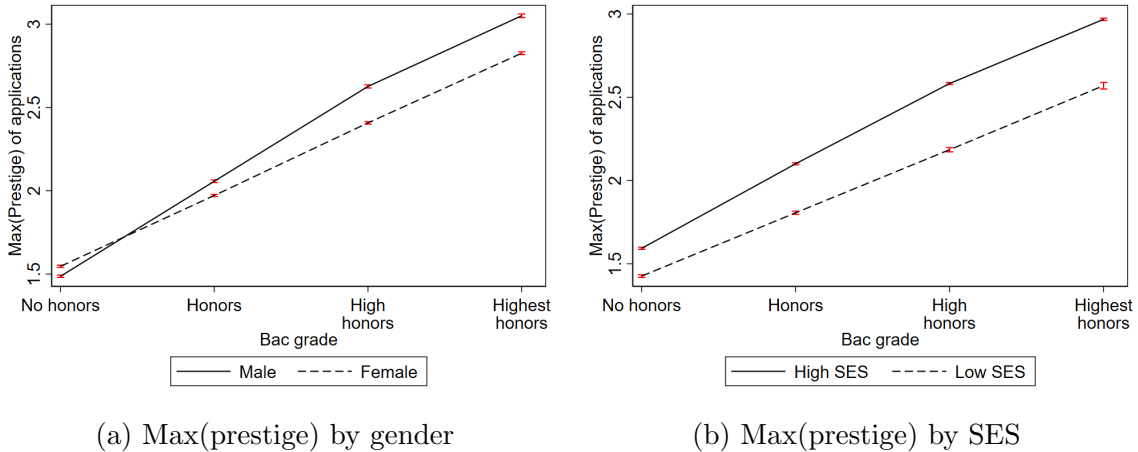 Max(Prestige) of applications
3
2.5
2
1.5
No honors Honors High honors Highest honors
Bac grade
Male Female
(a) Max(prestige) by gender
Max(Prestige) of applications
3
2.5
2
1.5
No honors Honors High honors Highest honors
Bac grade
High SES Low SES
(b) Max(prestige) by SES